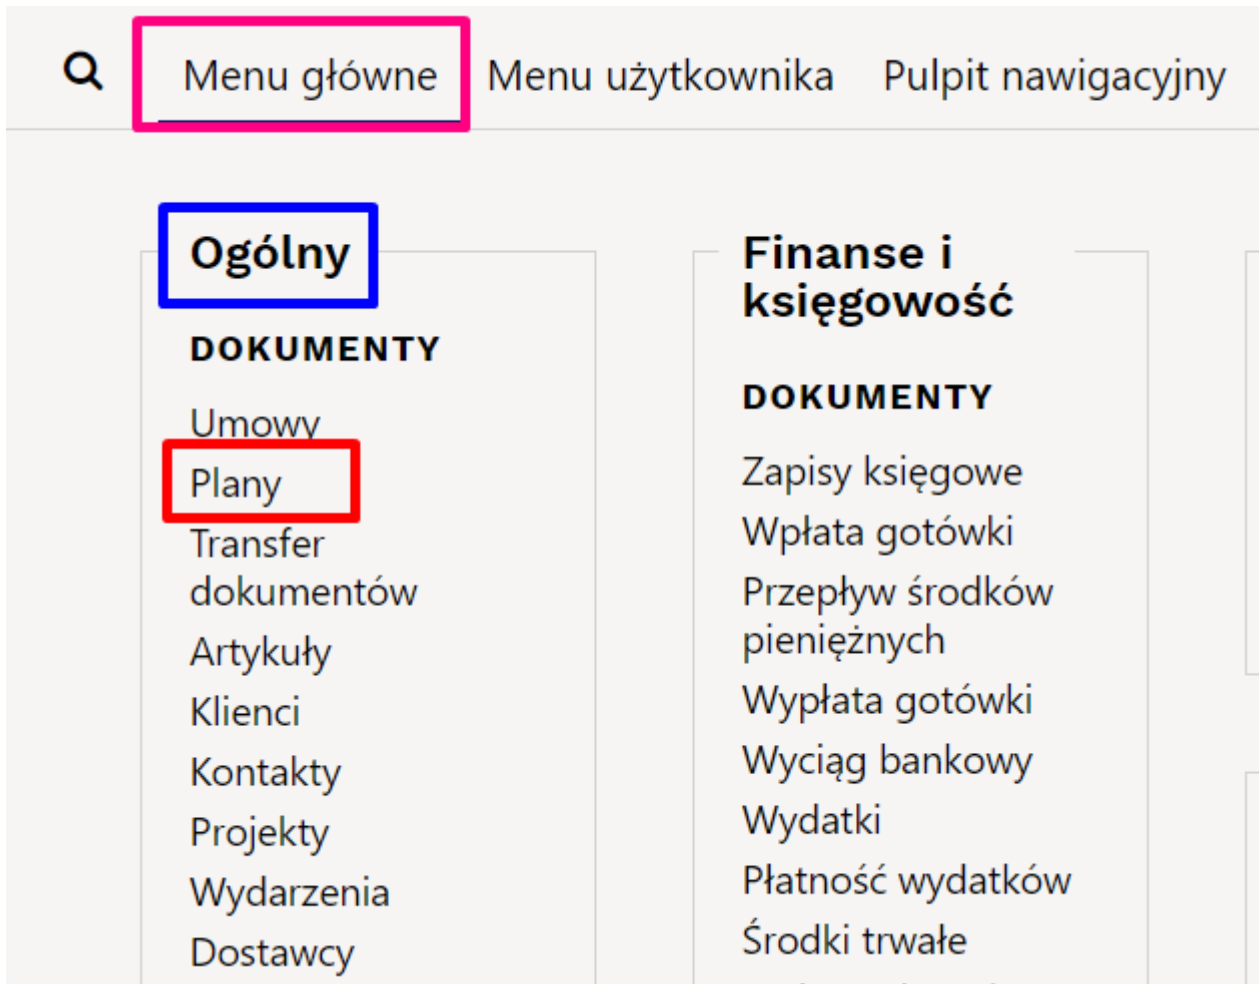 Menu główne Menu użytkownika Pulpit nawigacyjny
Ogólny
DOKUMENTY
Umowy
Plany
Transfer
dokumentów
Artykuły
Klienci
Kontakty
Projekty
Wydarzenia
Dostawcy
Finanse i
księgowość
DOKUMENTY
Zapisy księgowe
Wpłata gotówki
Przepływ środków
pieniężnych
Wypłata gotówki
Wyciąg bankowy
Wydatki
Płatność wydatków
Środki trwałe